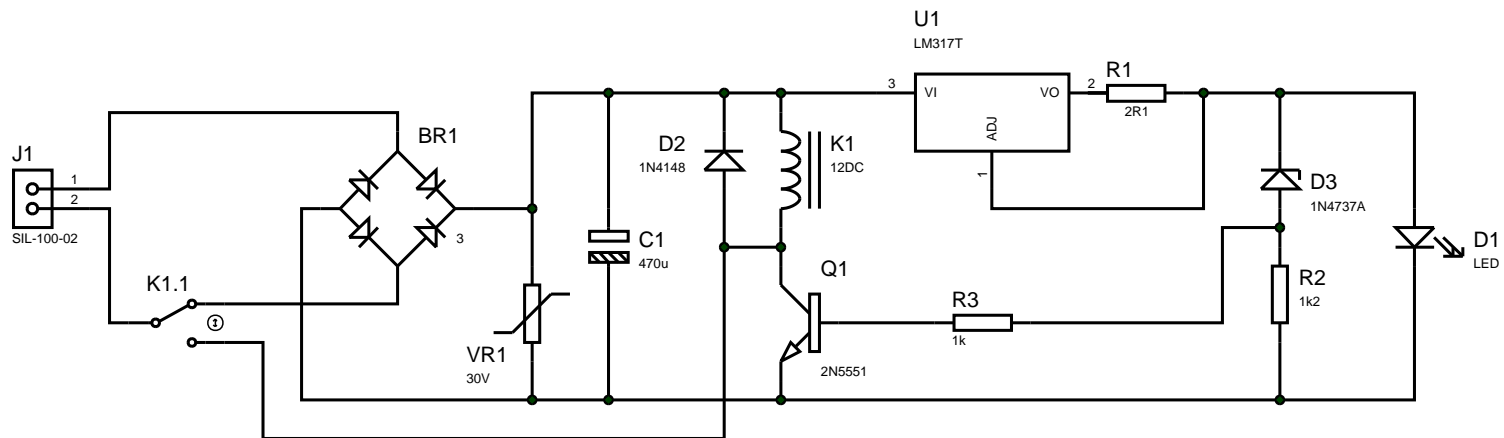 U1
LM317T
3
VI
VO
2
R1
2R1
ADJ
1
J1
1
2
SIL-100-02
BR1
3
D2
1N4148
K1
12DC
D3
1N4737A
C1
470u
Q1
2N5551
D1
LED
K1.1
R3
1k
R2
1k2
VR1
30V